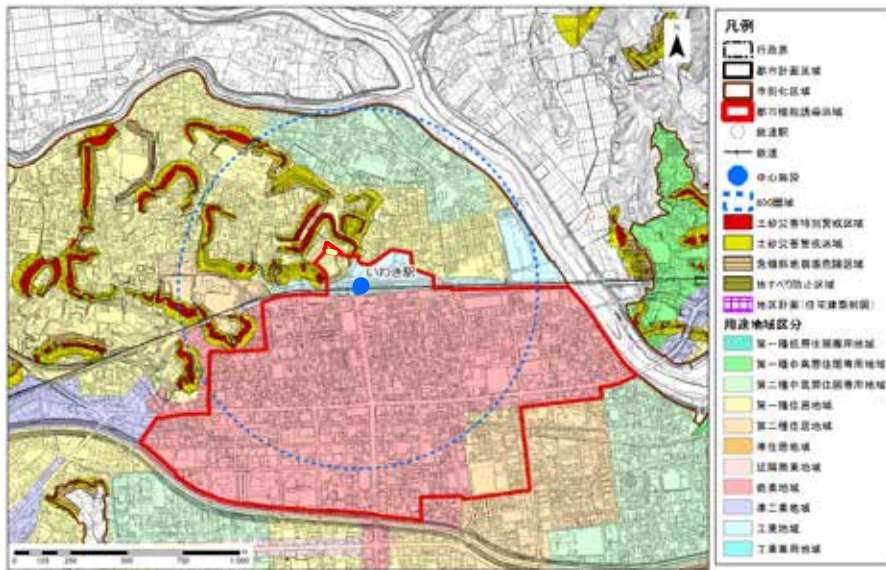 N
いわき駅
0 125 250 500 750 1,000
凡例
行政界
都市計画区域
市街化区域
都市機能誘導区域
鉄道駅
鉄道
中心施設
800圏域
土砂災害特別警戒区域
土砂災害警戒区域
急傾斜地崩壊危険区域
地すべり防止区域
地区計画(住宅建築制限)
用途地域区分
第一種低層住居専用地域
第一種中高層住居専用地域
第二種中高層住居専用地域
第一種住居地域
第二種住居地域
準住居地域
近隣商業地域
商業地域
準工業地域
工業地域
工業専用地域